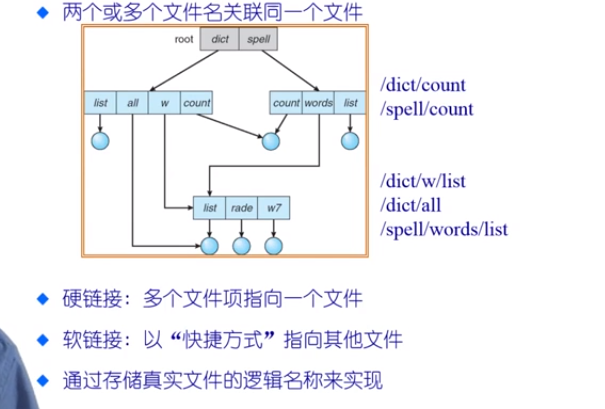 两个或多个文件名关联同一个文件
root dict spell
list all w count
count words list
/dict/count
/spell/count
list rade w7
/dict/w/list
/dict/all
/spell/words/list
硬链接：多个文件项指向一个文件
软链接：以“快捷方式”指向其他文件
通过存储真实文件的逻辑名称来实现